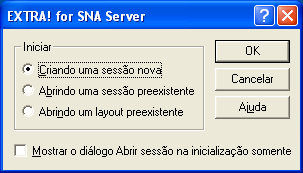 EXTRA! for SNA Server
Iniciar
Criando uma sessão nova
Abrindo uma sessão preexistente
Abrindo um layout preexistente
OK
Cancelar
Ajuda
Mostrar o diálogo Abrir sessão na inicialização somente